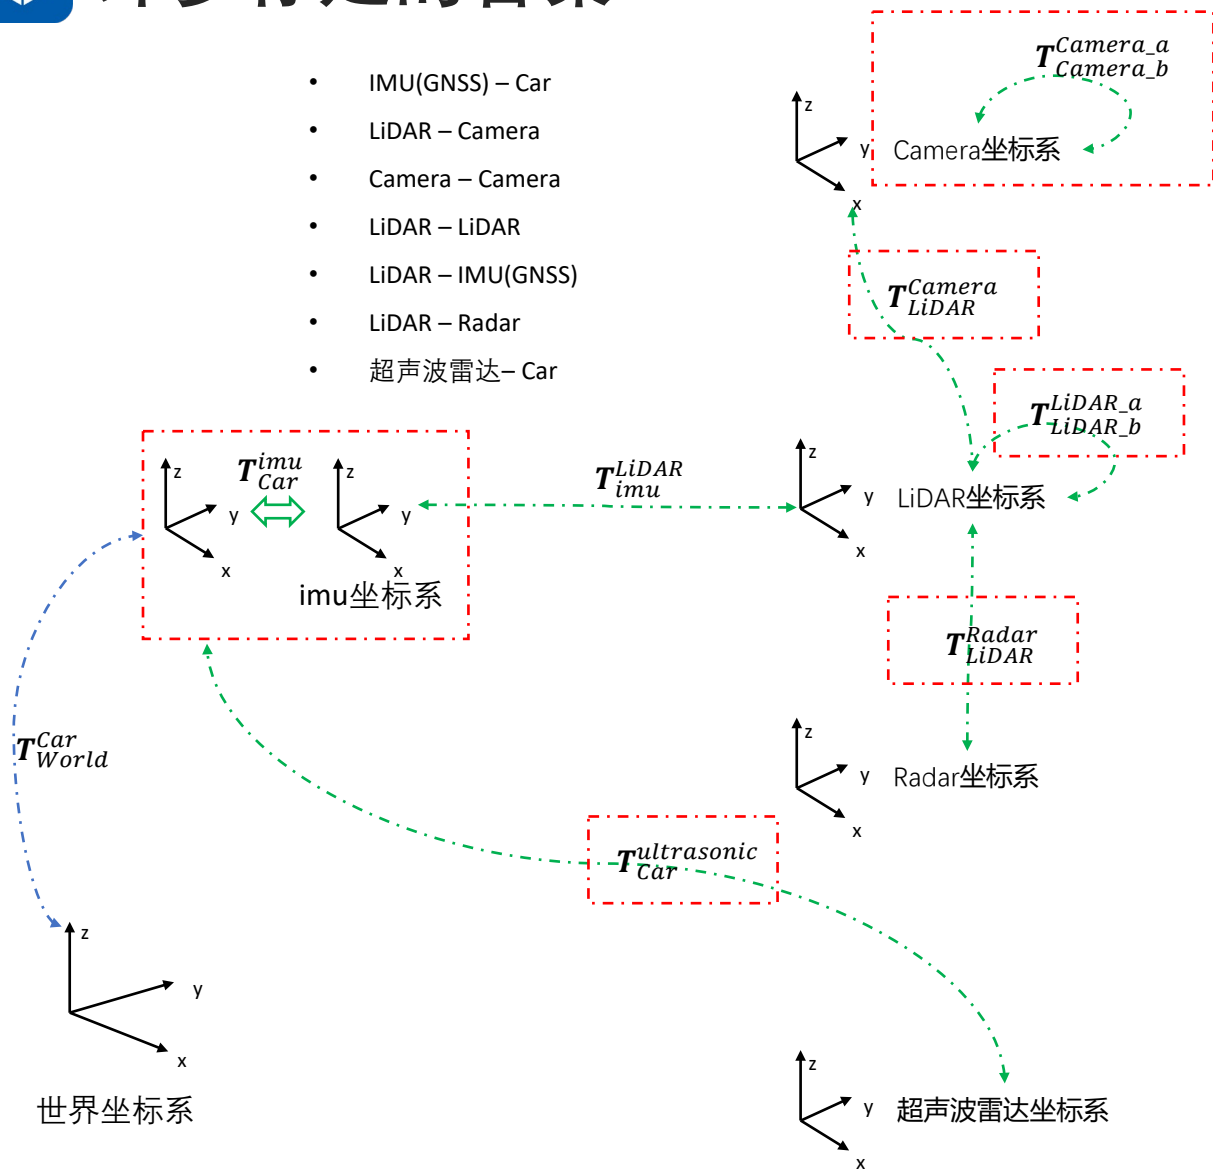 IMU(GNSS) – Car
LiDAR – Camera
Camera – Camera
LiDAR – LiDAR
LiDAR – IMU(GNSS)
LiDAR – Radar
超声波雷达– Car
T^{Camera_a}_{Camera_b}
z
y
x
Camera坐标系
T^{Camera}_{LiDAR}
T^{LiDAR_a}_{LiDAR_b}
z
y
x
T^{imu}_{Car}
z
y
x
imu坐标系
T^{LiDAR}_{imu}
z
y
x
LiDAR坐标系
T^{Radar}_{LiDAR}
T^{Car}_{World}
z
y
x
Radar坐标系
T^{ultrasonic}_{Car}
z
y
x
世界坐标系
z
y
x
超声波雷达坐标系